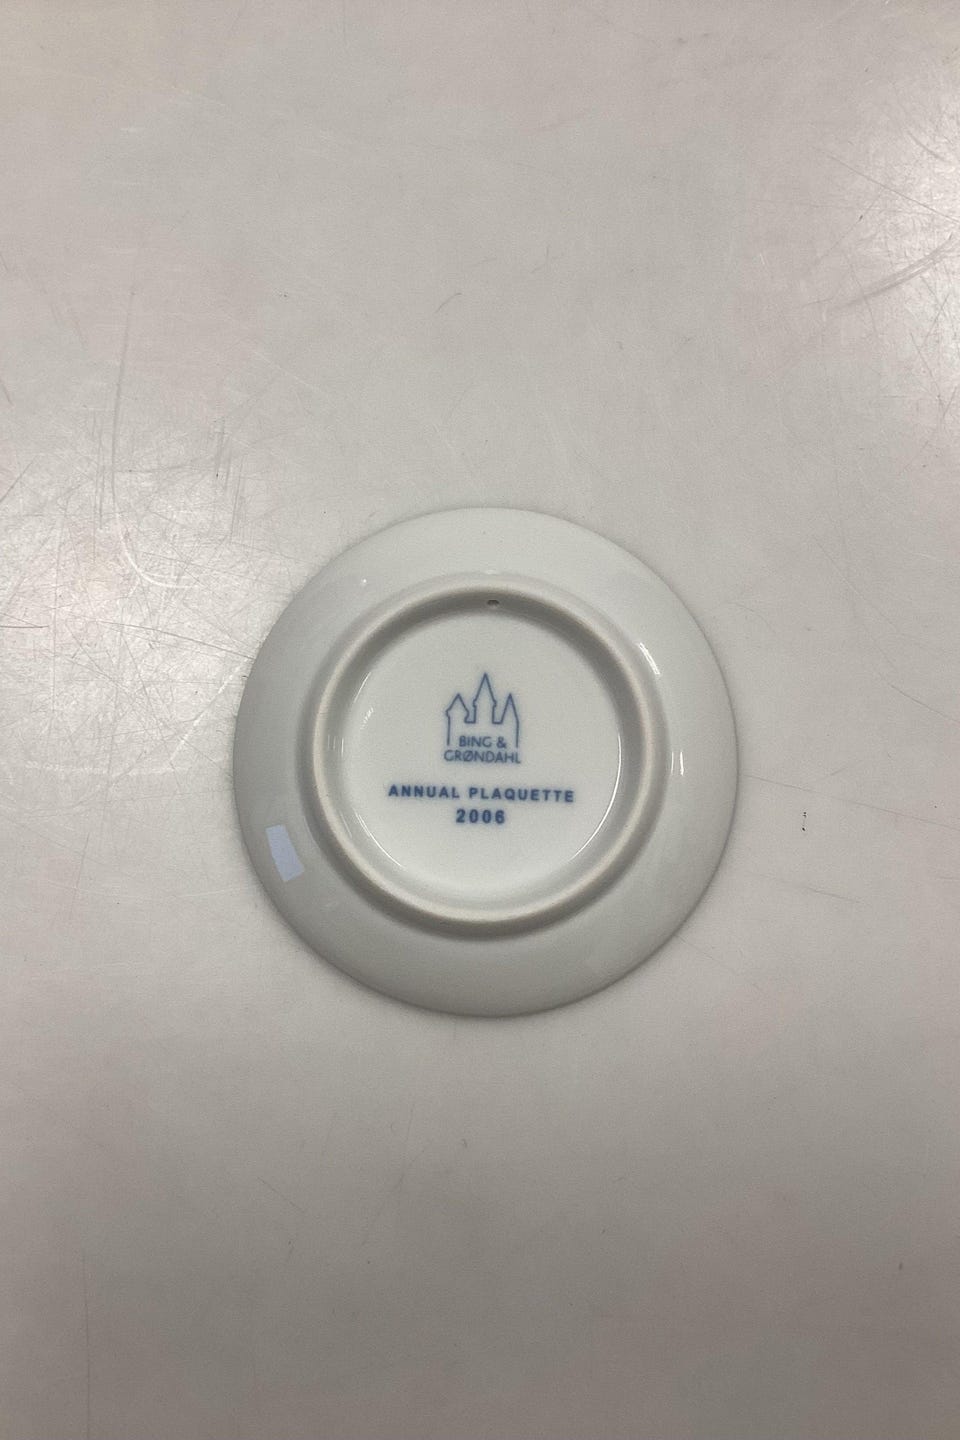 BING &
GRØNDAHL
ANNUAL PLAQUETTE
2006